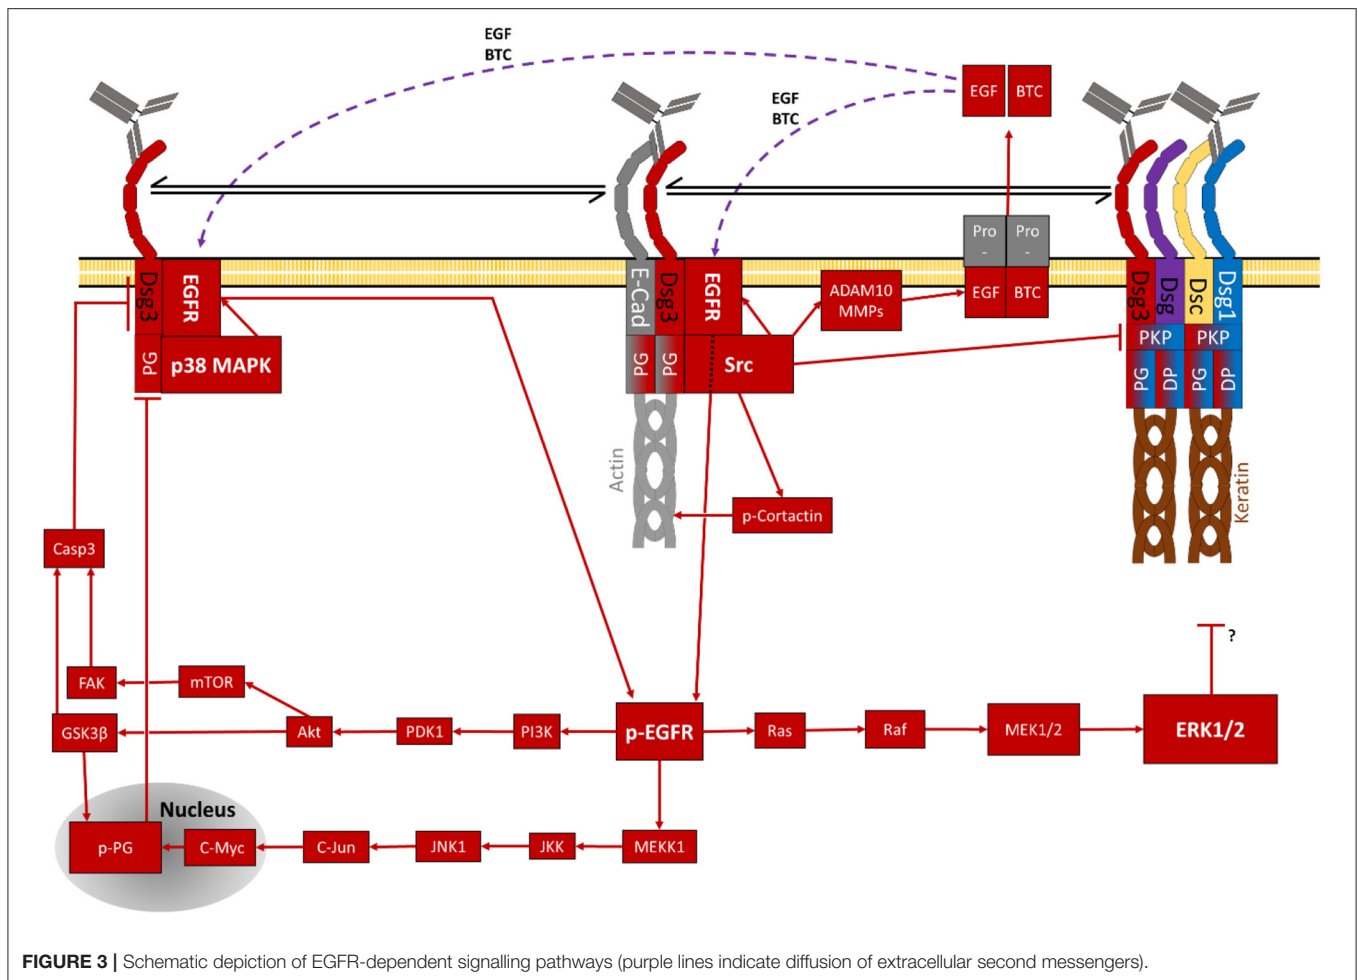 EGF
BTC
EGF
BTC
EGF BTC
Pro
-
Pro
-
Dsg3
EGFR
E-Cad
Dsg3
EGFR
ADAM10
MMPs
EGF BTC
Dsg3
Dsg
Dsc
Dsg1
PG
p38 MAPK
PG
PG
Src
PKP
PKP
PG
DP
PG
DP
Actin
Keratin
p-Cortactin
Casp3
?
FAK
mTOR
GSK3β
Akt
PDK1
PI3K
p-EGFR
Ras
Raf
MEK1/2
ERK1/2
Nucleus
p-PG
C-Myc
C-Jun
JNK1
JKK
MEKK1
FIGURE 3 | Schematic depiction of EGFR-dependent signalling pathways (purple lines indicate diffusion of extracellular second messengers).